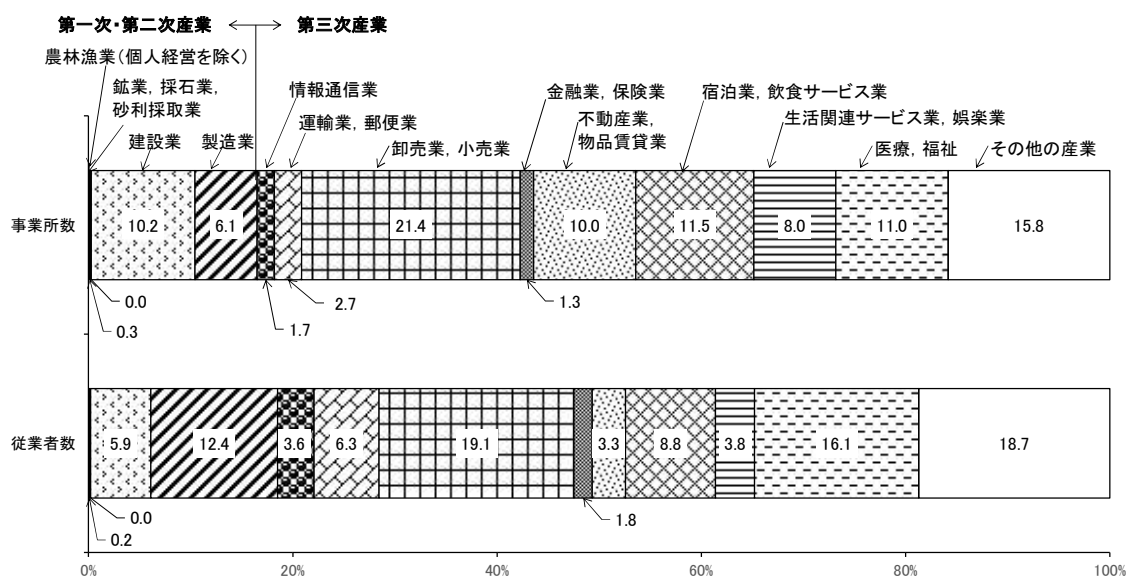 第一次・第二次産業
第三次産業
農林漁業（個人経営を除く）
鉱業，採石業，
砂利採取業
建設業
製造業
情報通信業
運輸業，郵便業
卸売業，小売業
金融業，保険業
不動産業，
物品賃貸業
宿泊業，飲食サービス業
生活関連サービス業，娯楽業
医療，福祉
その他の産業
事業所数
10.2
6.1
21.4
10.0
11.5
8.0
11.0
15.8
0.0
0.3
1.7
2.7
1.3
従業者数
5.9
12.4
3.6
6.3
19.1
3.3
8.8
3.8
16.1
18.7
0.0
0.2
1.8
0%
20%
40%
60%
80%
100%